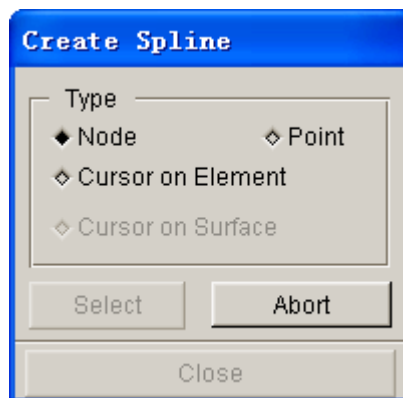 Create Spline
Type
Node Point
Cursor on Element
Cursor on Surface
Select Abort
Close